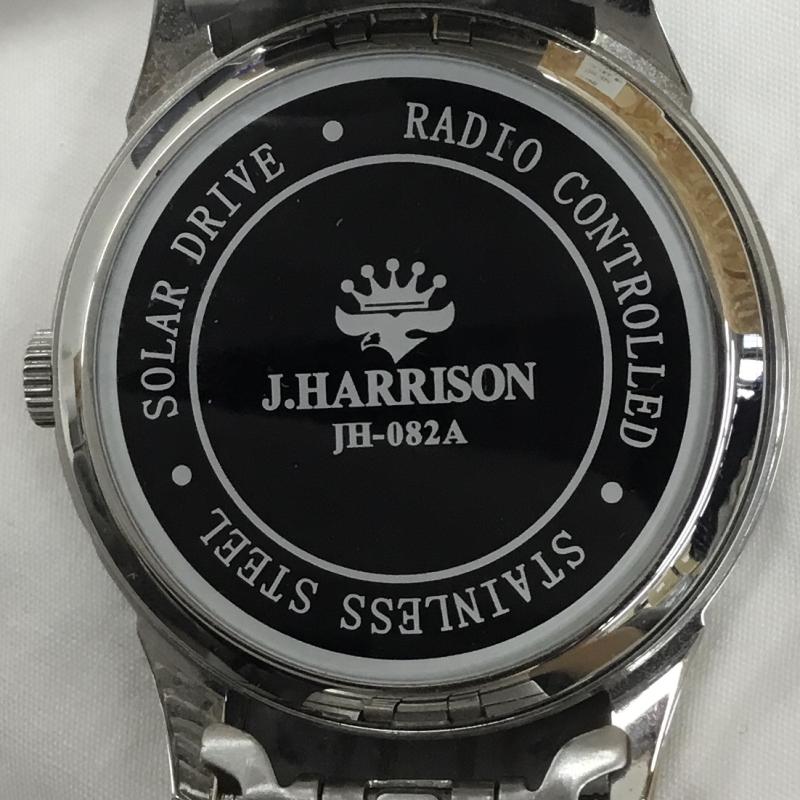 SOLAR DRIVE • RADIO CONTROLLED • STAINLESS STEEL •
J.HARRISON
JH-082A